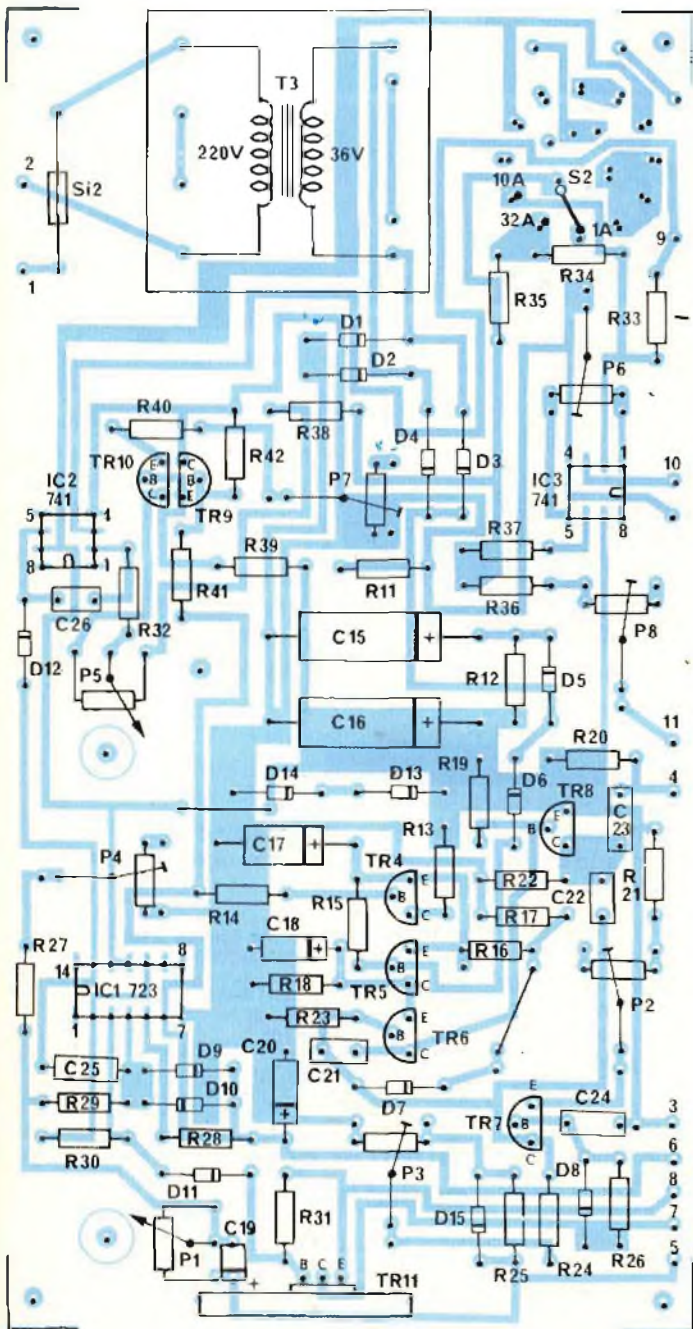 T3
220V
36V
2
Si2
1
10A
S2
32A
1A
9
R34
R35
R33
D1
D2
P6
R40
R38
R42
D4
D3
TR10
E
B
C
C
B
E
TR9
IC2
741
5
4
8
1
P7
IC3
741
4
1
5
8
10
R39
R11
R37
R36
R41
C26
R32
D12
P5
P8
C15
+
R12
D5
C16
+
11
R20
4
D14
D13
R19
D6
TR8
E
B
C
C
23
C17
R13
P4
TR4
E
B
C
R22
C22
R
21
R14
R15
R17
C18
+
R27
R16
E
B
C
TR5
14
8
IC1 723
1
7
R18
P2
R23
E
B
C
TR6
C25
D9
C20
C21
R29
D10
+
D7
TR7
E
B
C
C24
3
R30
R28
6
D11
P3
D8
8
R31
D15
7
P1
C19
+
R25
R24
R26
5
B
C
E
TR11